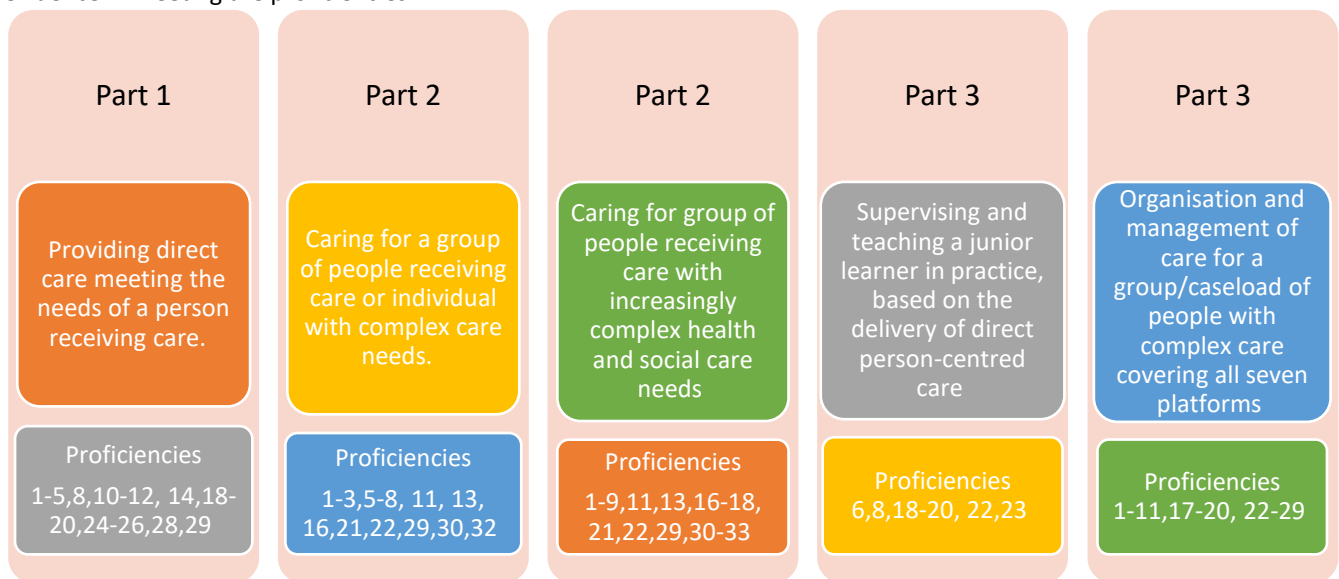 Part 1
Providing direct
care meeting the
needs of a person
receiving care.
Proficiencies
1-5,8,10-12, 14,18-
20,24-26,28,29
Part 2
Caring for a group
of people receiving
care or individual
with complex care
needs.
Proficiencies
1-3,5-8, 11, 13,
16,21,22,29,30,32
Part 2
Caring for group of
people receiving
care with
increasingly
complex health
and social care
needs
Proficiencies
1-9,11,13,16-18,
21,22,29,30-33
Part 3
Supervising and
teaching a junior
learner in practice,
based on the
delivery of direct
person-centred
care
Proficiencies
6,8,18-20, 22,23
Part 3
Organisation and
management of
care for a
group/caseload of
people with
complex care
covering all seven
platforms
Proficiencies
1-11,17-20, 22-29